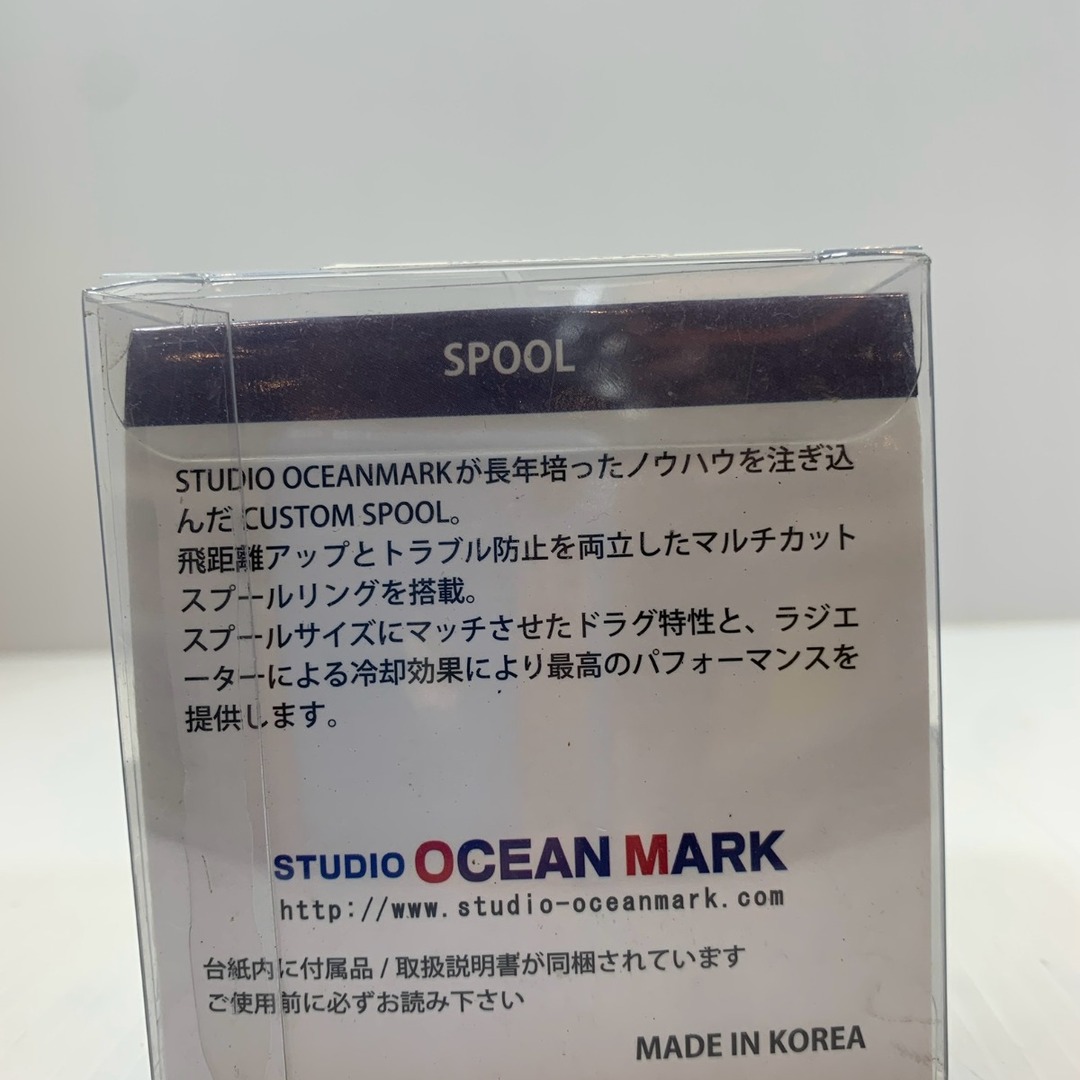 SPOOL
STUDIO OCEANMARKが長年培ったノウハウを注ぎ込
んだ CUSTOM SPOOL。
飛距離アップとトラブル防止を両立したマルチカット
スプールリングを搭載。
スプールサイズにマッチさせたドラグ特性と、ラジエ
ーターによる冷却効果により最高のパフォーマンスを
提供します。
STUDIO OCEAN MARK
http://www.studio-oceanmark.com
台紙内に付属品 / 取扱説明書が同梱されています
ご使用前に必ずお読み下さい
MADE IN KOREA